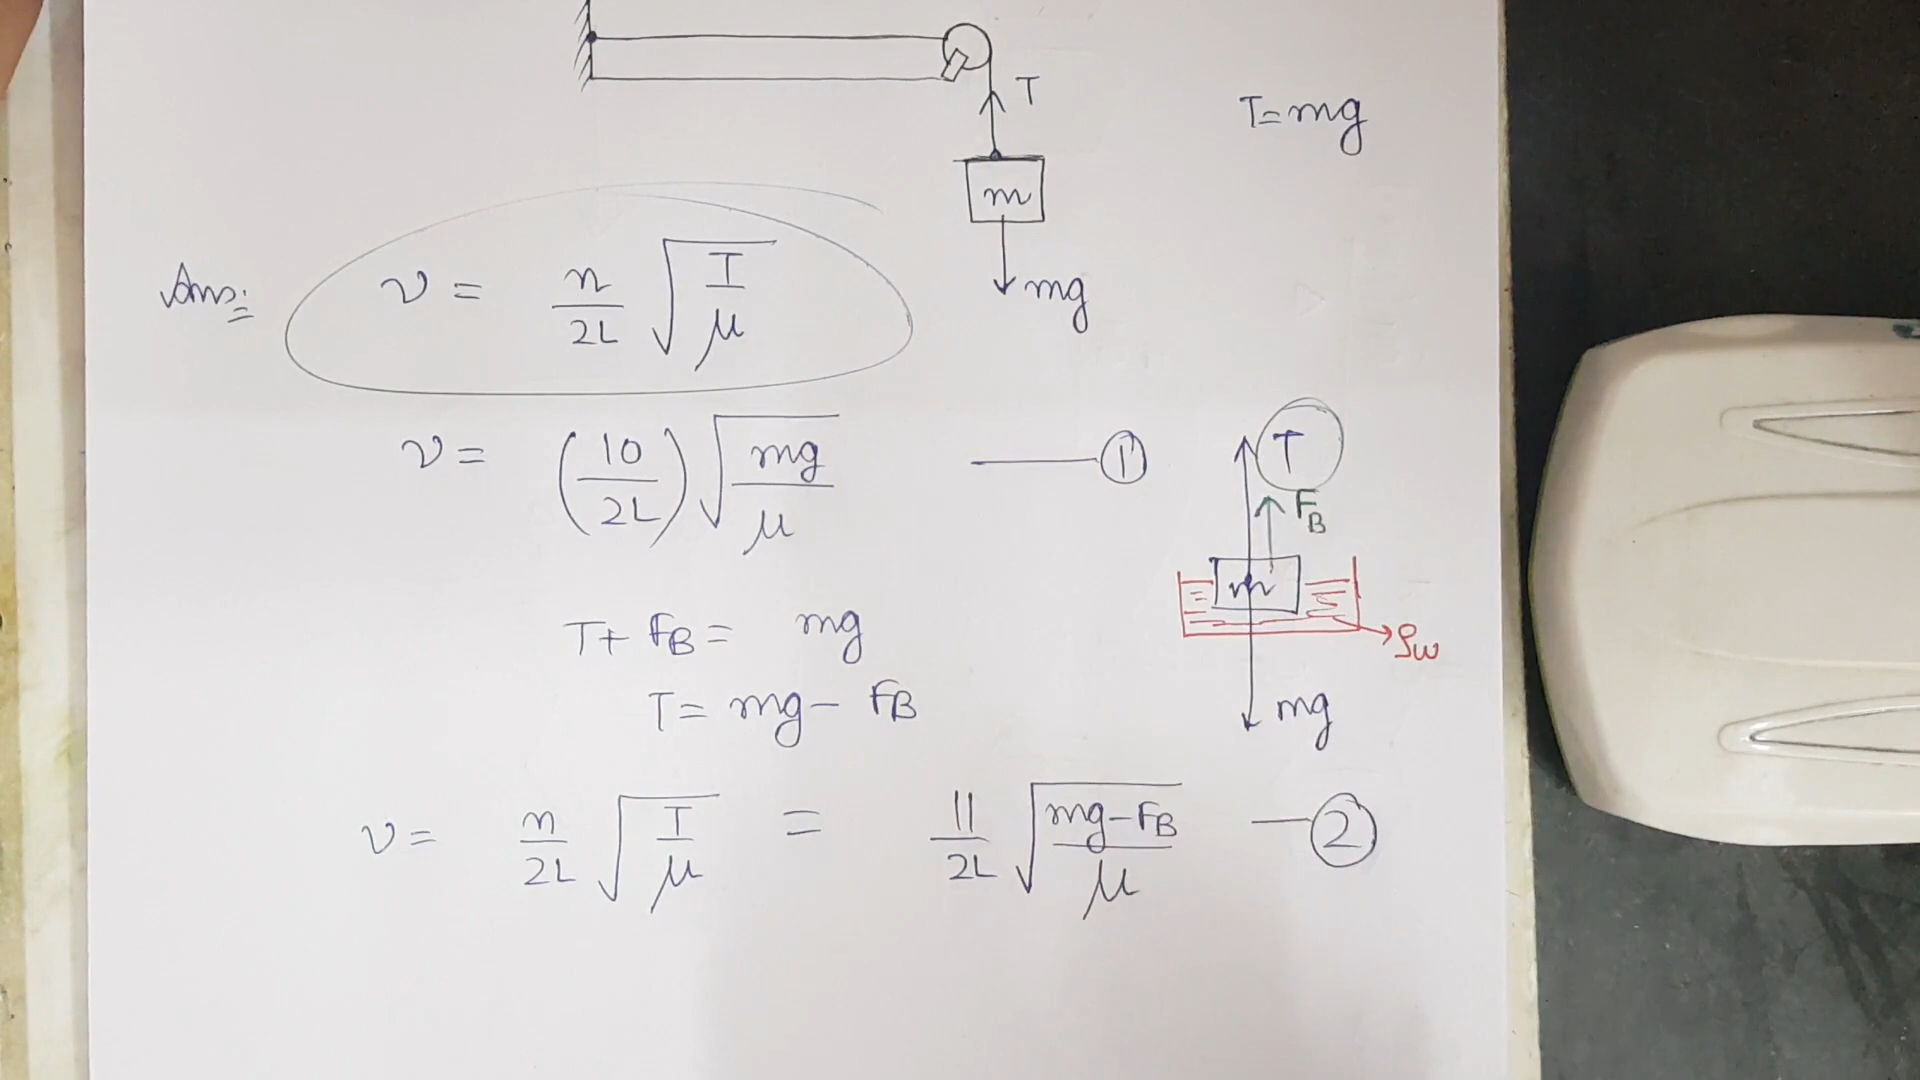 T
T=mg
m
mg
Ans:
ν = n/2L √T/μ
ν = (10/2L) √mg/μ ——①
T
F_B
m
ρw
mg
T + F_B = mg
T = mg - F_B
ν = n/2L √T/μ = 11/2L √mg-F_B/μ —②